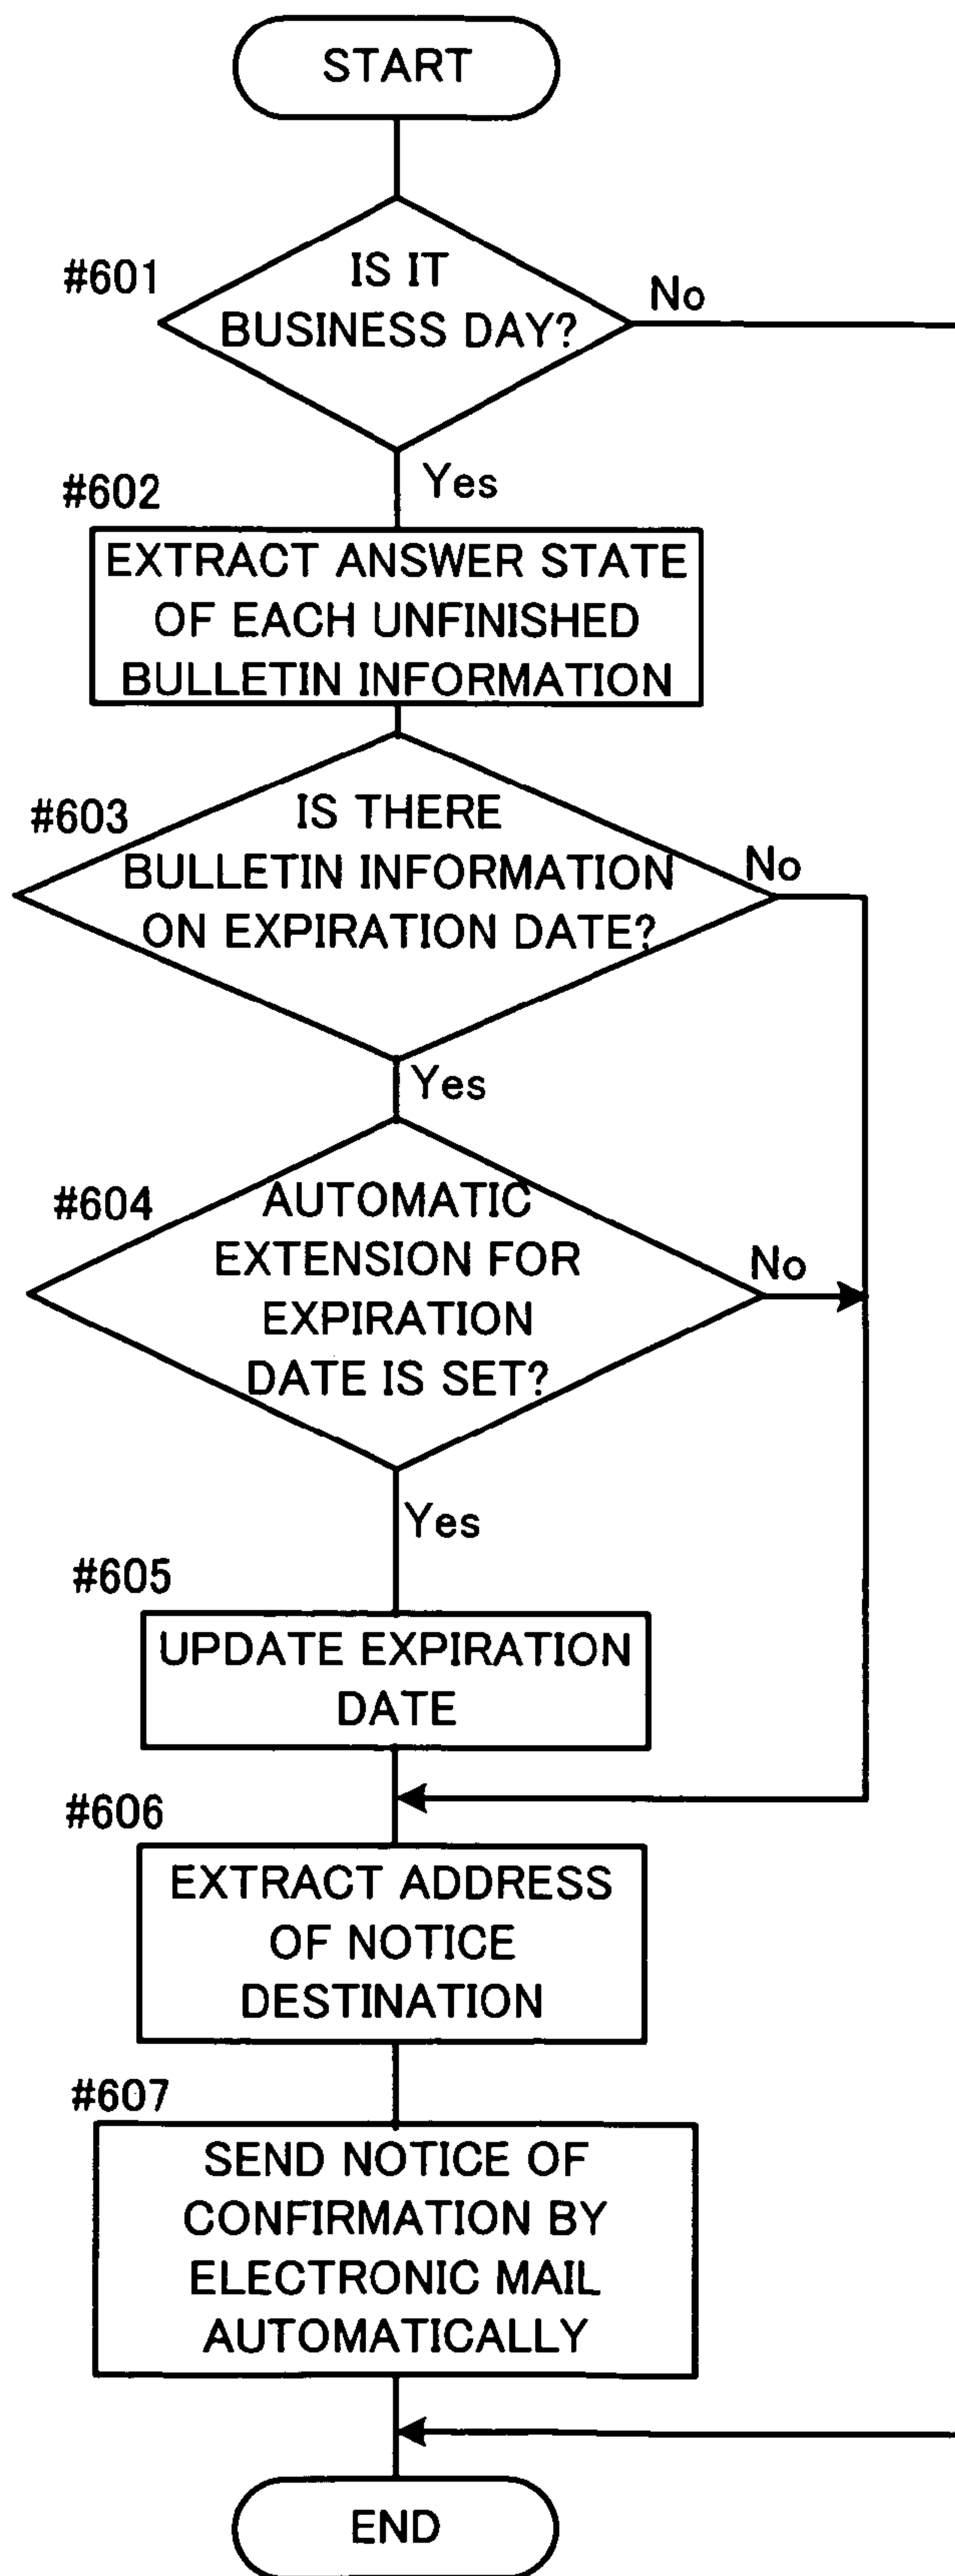 START
#601
IS IT
BUSINESS DAY?
No
Yes
#602
EXTRACT ANSWER STATE
OF EACH UNFINISHED
BULLETIN INFORMATION
#603
IS THERE
BULLETIN INFORMATION
ON EXPIRATION DATE?
No
Yes
#604
AUTOMATIC
EXTENSION FOR
EXPIRATION
DATE IS SET?
No
Yes
#605
UPDATE EXPIRATION
DATE
#606
EXTRACT ADDRESS
OF NOTICE
DESTINATION
#607
SEND NOTICE OF
CONFIRMATION BY
ELECTRONIC MAIL
AUTOMATICALLY
END